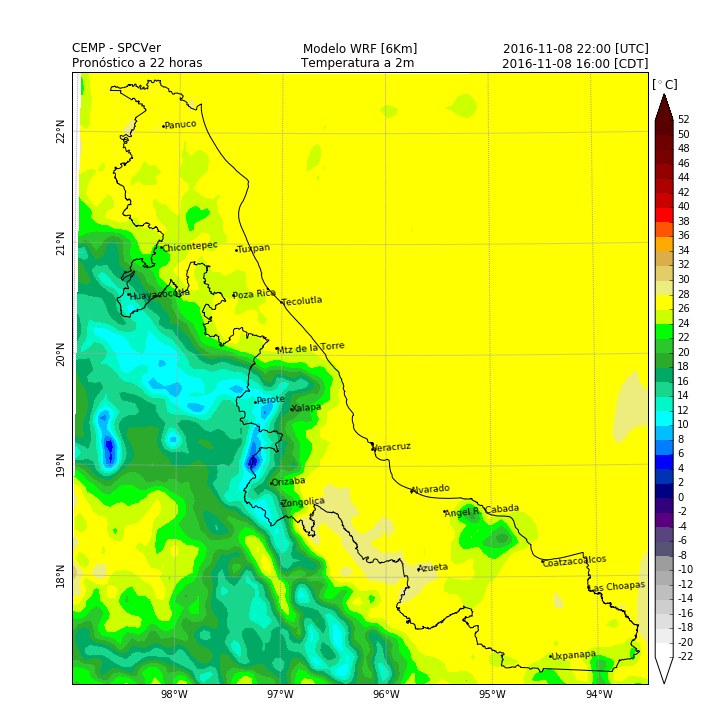 CEMP - SPCVer Modelo WRF [6Km] 2016-11-08 22:00 [UTC]
Pronóstico a 22 horas Temperatura a 2m 2016-11-08 16:00 [CDT]
[°C]
52
50
48
46
44
42
40
38
36
34
32
30
28
26
24
22
20
18
16
14
12
10
8
6
4
2
0
-2
-4
-6
-8
-10
-12
-14
-16
-18
-20
-22
22°N
21°N
20°N
19°N
18°N
Panuco
Chicontepec
Tuxpan
Huayacocotla
Poza Rica
Tecolutla
Mtz de la Torre
Perote
Xalapa
Veracruz
Orizaba
Alvarado
Zongolica
Angel R. Cabada
Azueta
Coatzacoalcos
Las Choapas
Uxpanapa
98°W 97°W 96°W 95°W 94°W